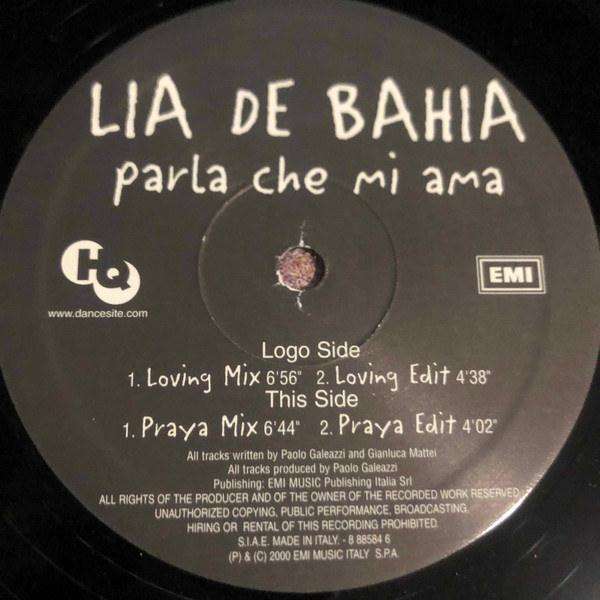 LIA DE BAHIA
parla che mi ama
HQ
EMI
www.dancesite.com
Logo Side
1. Loving Mix 6'56" 2. Loving Edit 4'38"
This Side
1. Praya Mix 6'44" 2. Praya Edit 4'02"
All tracks written by Paolo Galeazzi and Gianluca Mattei
All tracks produced by Paolo Galeazzi
Publishing: EMI MUSIC Publishing Italia Srl
ALL RIGHTS OF THE PRODUCER AND OF THE OWNER OF THE RECORDED WORK RESERVED
UNAUTHORIZED COPYING, PUBLIC PERFORMANCE, BROADCASTING.
HIRING OR RENTAL OF THIS RECORDING PROHIBITED.
S.I.A.E. MADE IN ITALY. - 8 88584 6
(P) & (C) 2000 EMI MUSIC ITALY S.P.A.